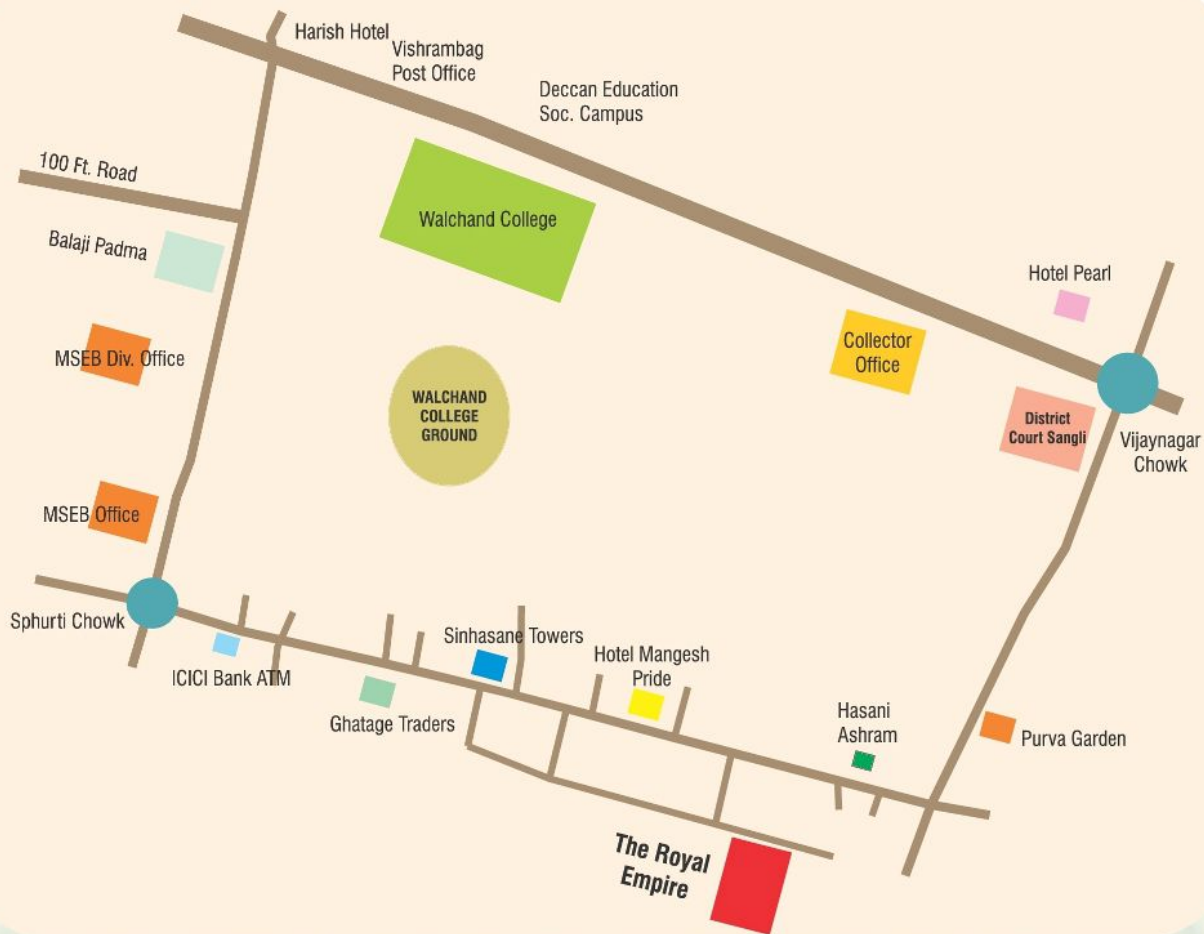 Harish Hotel
Vishrambag
Post Office
Deccan Education
Soc. Campus
100 Ft. Road
Walchand College
Balaji Padma
Hotel Pearl
MSEB Div. Office
Collector
Office
WALCHAND
COLLEGE
GROUND
District
Court Sangli
Vijaynagar
Chowk
MSEB Office
Sphurti Chowk
ICICI Bank ATM
Sinhasane Towers
Hotel Mangesh
Pride
Ghatage Traders
Hasani
Ashram
Purva Garden
The Royal
Empire